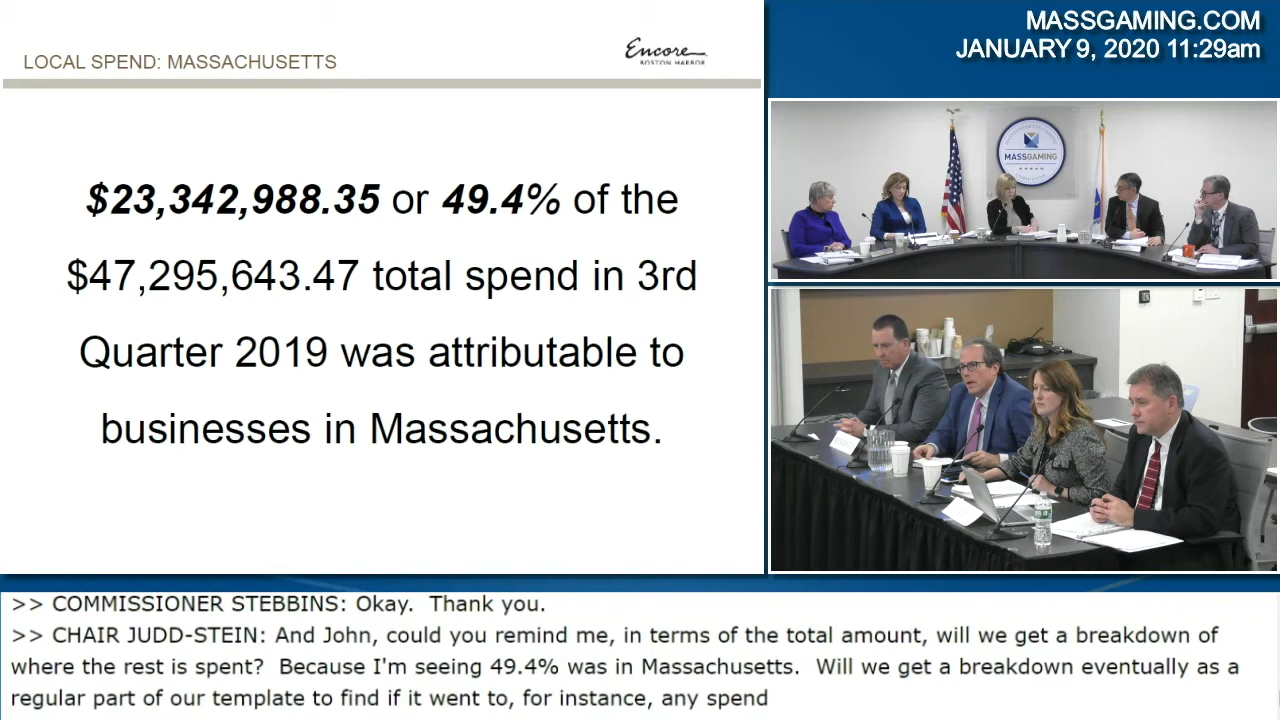 LOCAL SPEND: MASSACHUSETTS
Encore
BOSTON HARBOR
$23,342,988.35 or 49.4% of the
$47,295,643.47 total spend in 3rd
Quarter 2019 was attributable to
businesses in Massachusetts.
MASSGAMING.COM
JANUARY 9, 2020 11:29am
MASSGAMING
>> COMMISSIONER STEBBINS: Okay.  Thank you.
>> CHAIR JUDD-STEIN: And John, could you remind me, in terms of the total amount, will we get a breakdown of
where the rest is spent?  Because I'm seeing 49.4% was in Massachusetts.  Will we get a breakdown eventually as a
regular part of our template to find if it went to, for instance, any spend